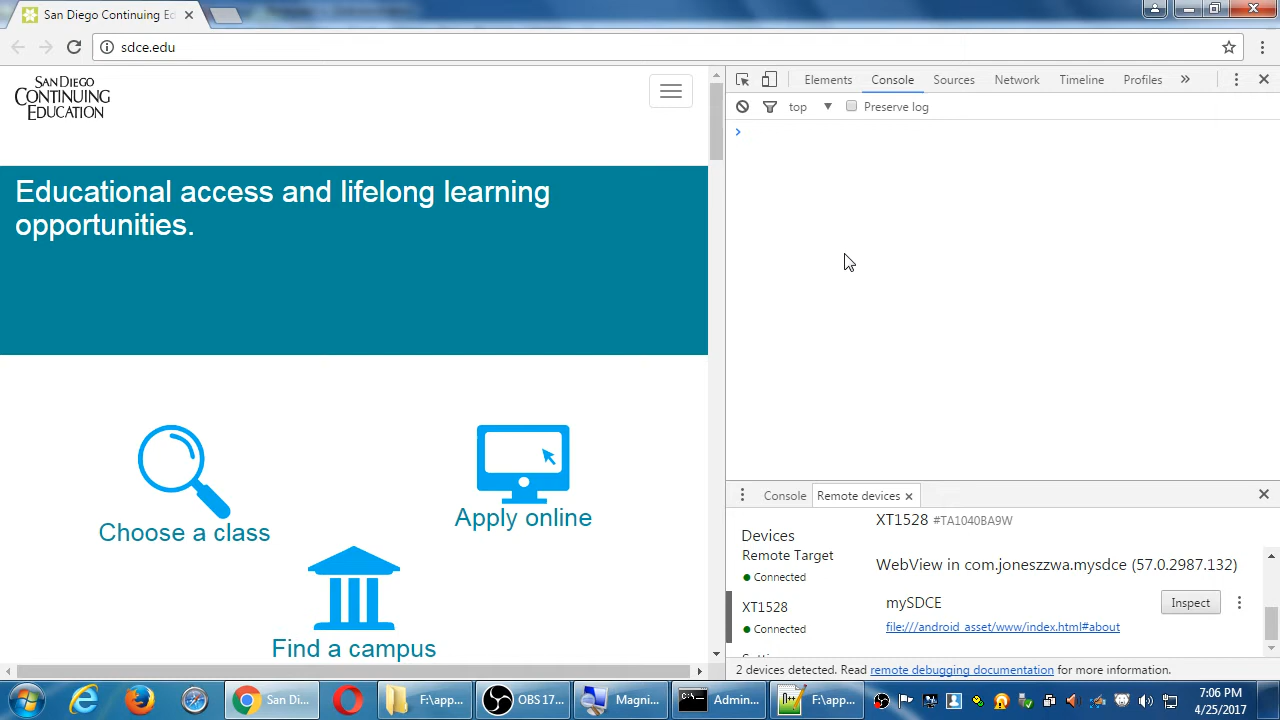 San Diego Continuing Ed
sdce.edu
SAN DIEGO
CONTINUING
EDUCATION
Educational access and lifelong learning
opportunities.
Choose a class
Apply online
Find a campus
Elements Console Sources Network Timeline Profiles »
top Preserve log
Console Remote devices
Devices
Remote Target
Connected
XT1528
Connected
XT1528 #TA1040BA9W
WebView in com.joneszzwa.mysdce (57.0.2987.132)
mySDCE Inspect
file:///android_asset/www/index.html#about
2 devices detected. Read remote debugging documentation for more information.
San Di... F:\app... OBS 17... Magni... Admin... F:\app...
7:06 PM
4/25/2017